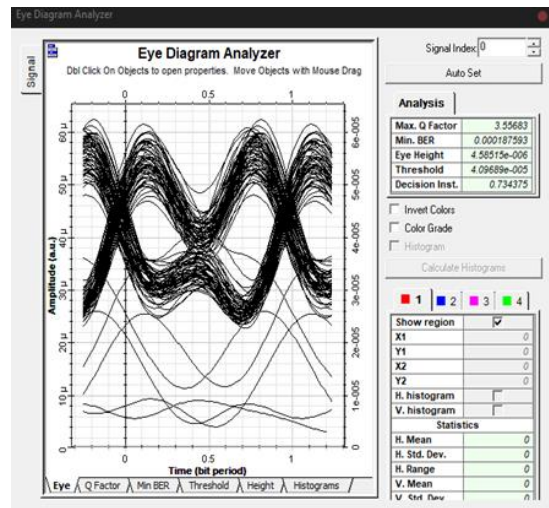 Eye Diagram Analyzer
Signal
Eye Diagram Analyzer
Dbl Click On Objects to open properties. Move Objects with Mouse Drag
0 0.5 1
Amplitude (a.u.)
60 μ
50 μ
40 μ
30 μ
20 μ
10 μ
0
6e-005
5e-005
4e-005
3e-005
2e-005
1e-005
0
0 0.5 1
Time (bit period)
Eye Q Factor Min BER Threshold Height Histograms
Signal Index: 0
Auto Set
Analysis
Max. Q Factor 3.55683
Min. BER 0.000187593
Eye Height 4.58515e-006
Threshold 4.09689e-005
Decision Inst. 0.734375
Invert Colors
Color Grade
Histogram
Calculate Histograms
1 2 3 4
Show region
X1 0
Y1 0
X2 0
Y2 0
H. histogram
V. histogram
Statistics
H. Mean 0
H. Std. Dev. 0
H. Range 0
V. Mean 0
V. Std. Dev. 0